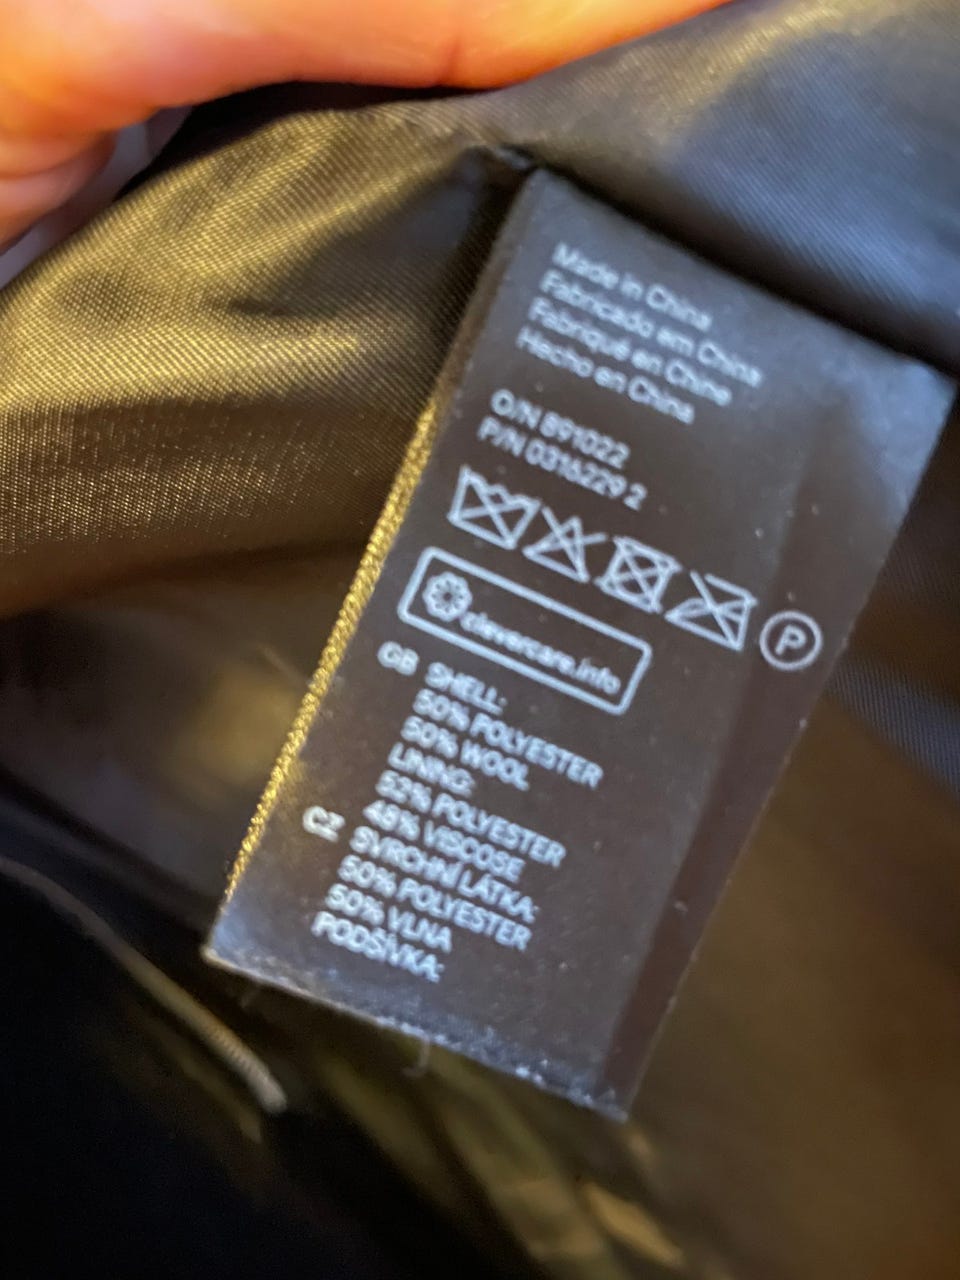 Made in China
Fabricado em China
Fabriqué en Chine
Hecho en China
O/N 891022
P/N 0316229 2
P
clevercare.info
GB SHELL:
50% POLYESTER
50% WOOL
LINING:
52% POLYESTER
48% VISCOSE
CZ SVRCHNÍ LÁTKA:
50% POLYESTER
50% VLNA
PODŠÍVKA: